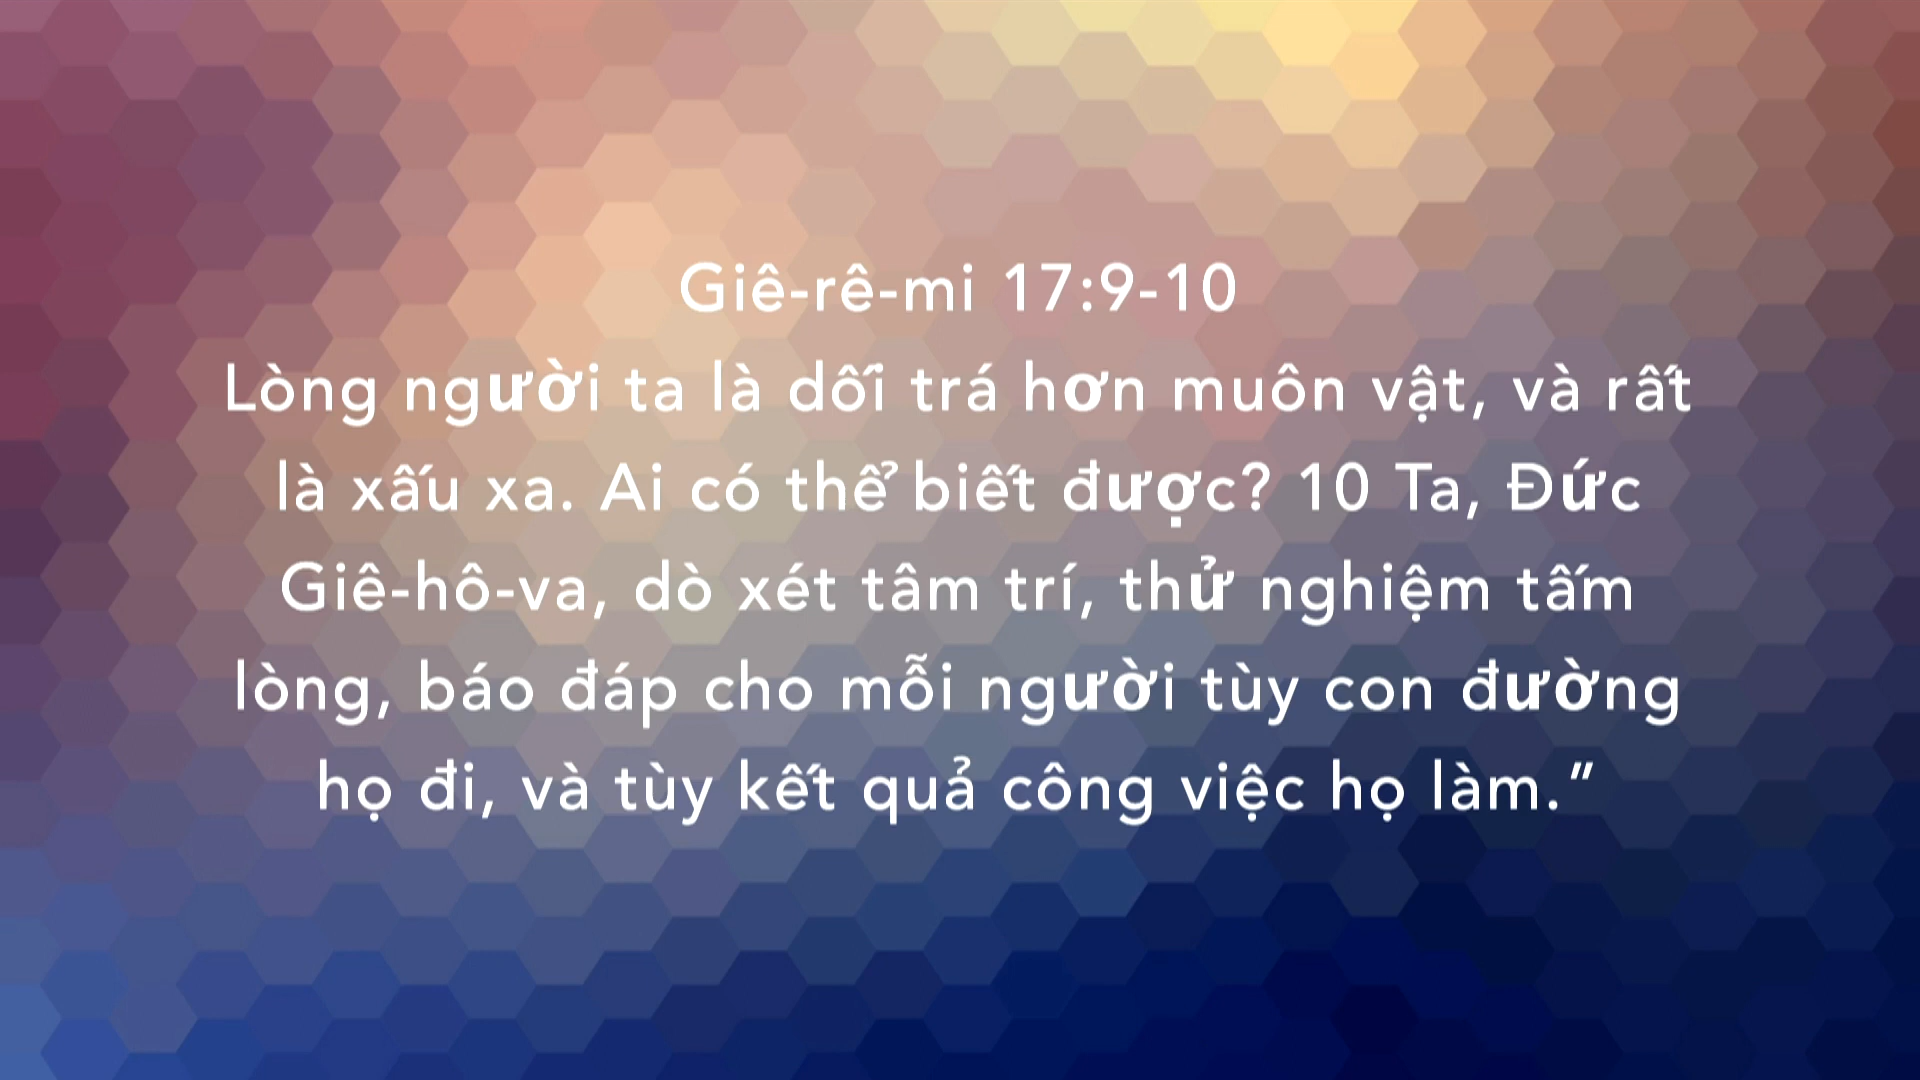 Giê-rê-mi 17:9-10
Lòng người ta là dối trá hơn muôn vật, và rất
là xấu xa. Ai có thể biết được? 10 Ta, Đức
Giê-hô-va, dò xét tâm trí, thử nghiệm tấm
lòng, báo đáp cho mỗi người tùy con đường
họ đi, và tùy kết quả công việc họ làm.”